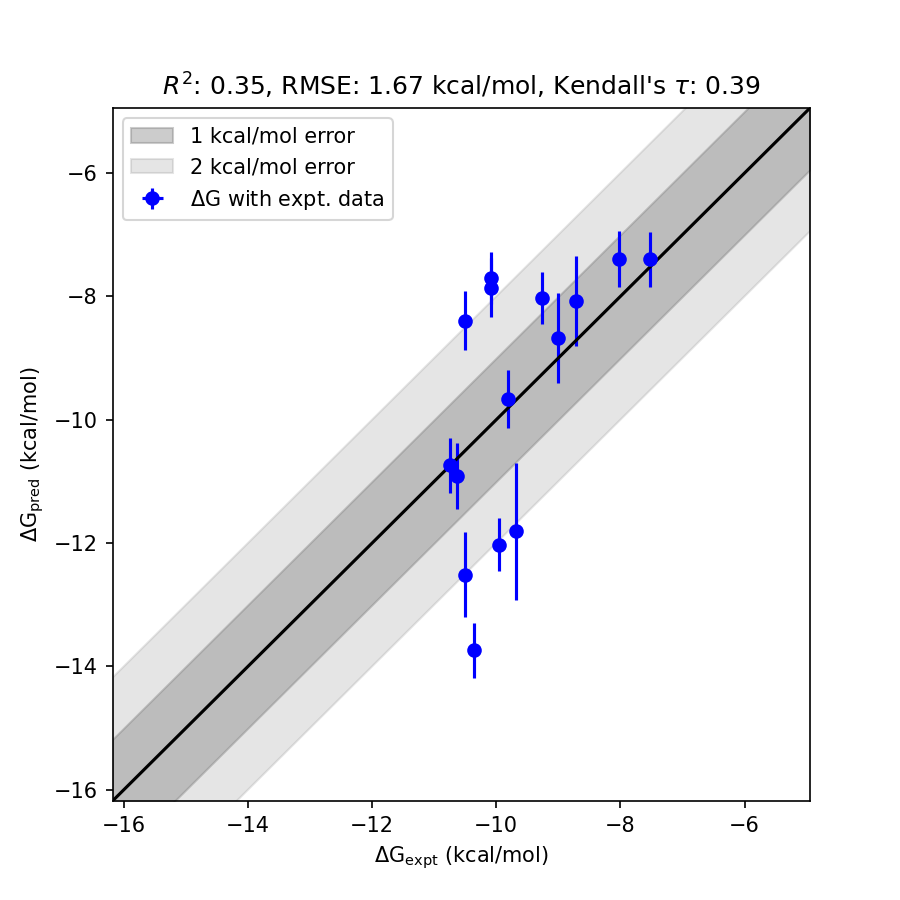 R²: 0.35, RMSE: 1.67 kcal/mol, Kendall's τ: 0.39
1 kcal/mol error
2 kcal/mol error
ΔG with expt. data
−6
−8
−10
−12
−14
−16
ΔGpred (kcal/mol)
−16 −14 −12 −10 −8 −6
ΔGexpt (kcal/mol)